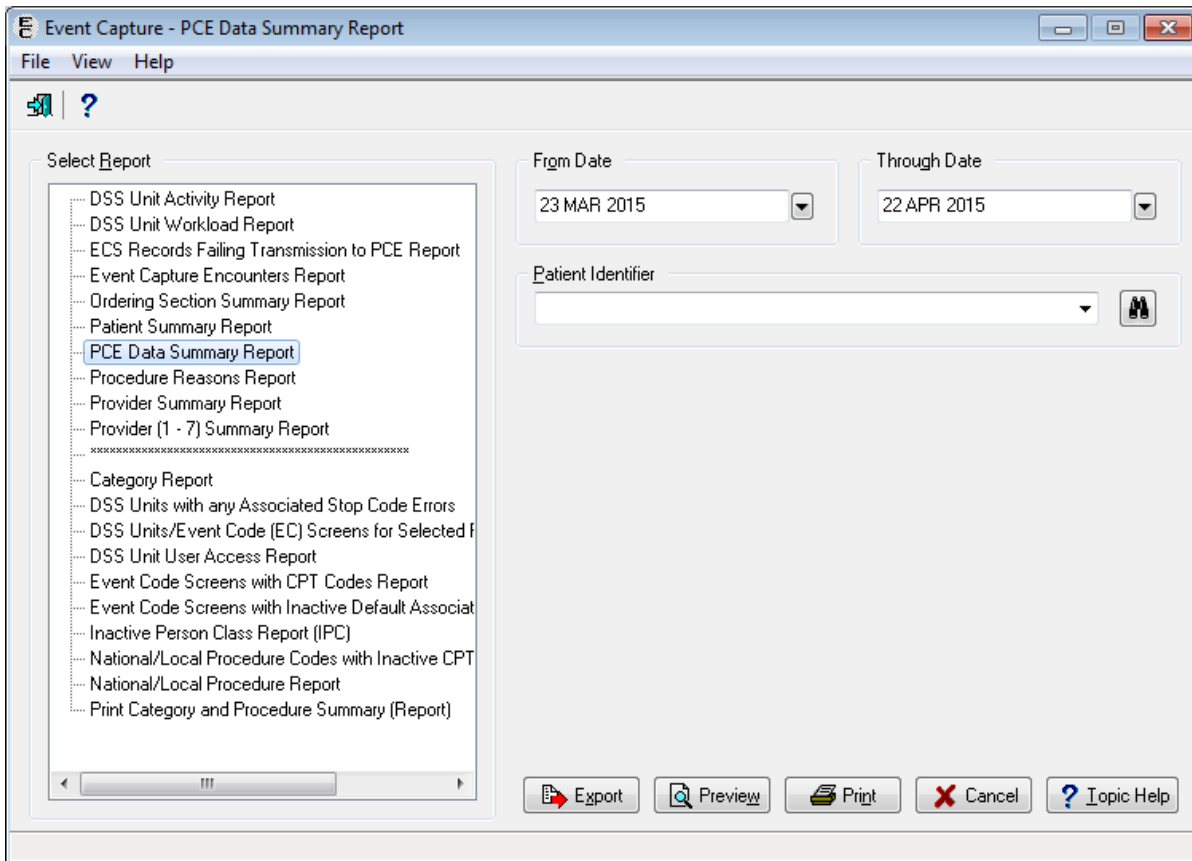 Event Capture - PCE Data Summary Report
File View Help
Select Report
DSS Unit Activity Report
DSS Unit Workload Report
ECS Records Failing Transmission to PCE Report
Event Capture Encounters Report
Ordering Section Summary Report
Patient Summary Report
PCE Data Summary Report
Procedure Reasons Report
Provider Summary Report
Provider (1 - 7) Summary Report
**************************************************
Category Report
DSS Units with any Associated Stop Code Errors
DSS Units/Event Code (EC) Screens for Selected
DSS Unit User Access Report
Event Code Screens with CPT Codes Report
Event Code Screens with Inactive Default Associat
Inactive Person Class Report (IPC)
National/Local Procedure Codes with Inactive CPT
National/Local Procedure Report
Print Category and Procedure Summary (Report)
From Date
23 MAR 2015
Through Date
22 APR 2015
Patient Identifier
Export Preview Print Cancel Topic Help